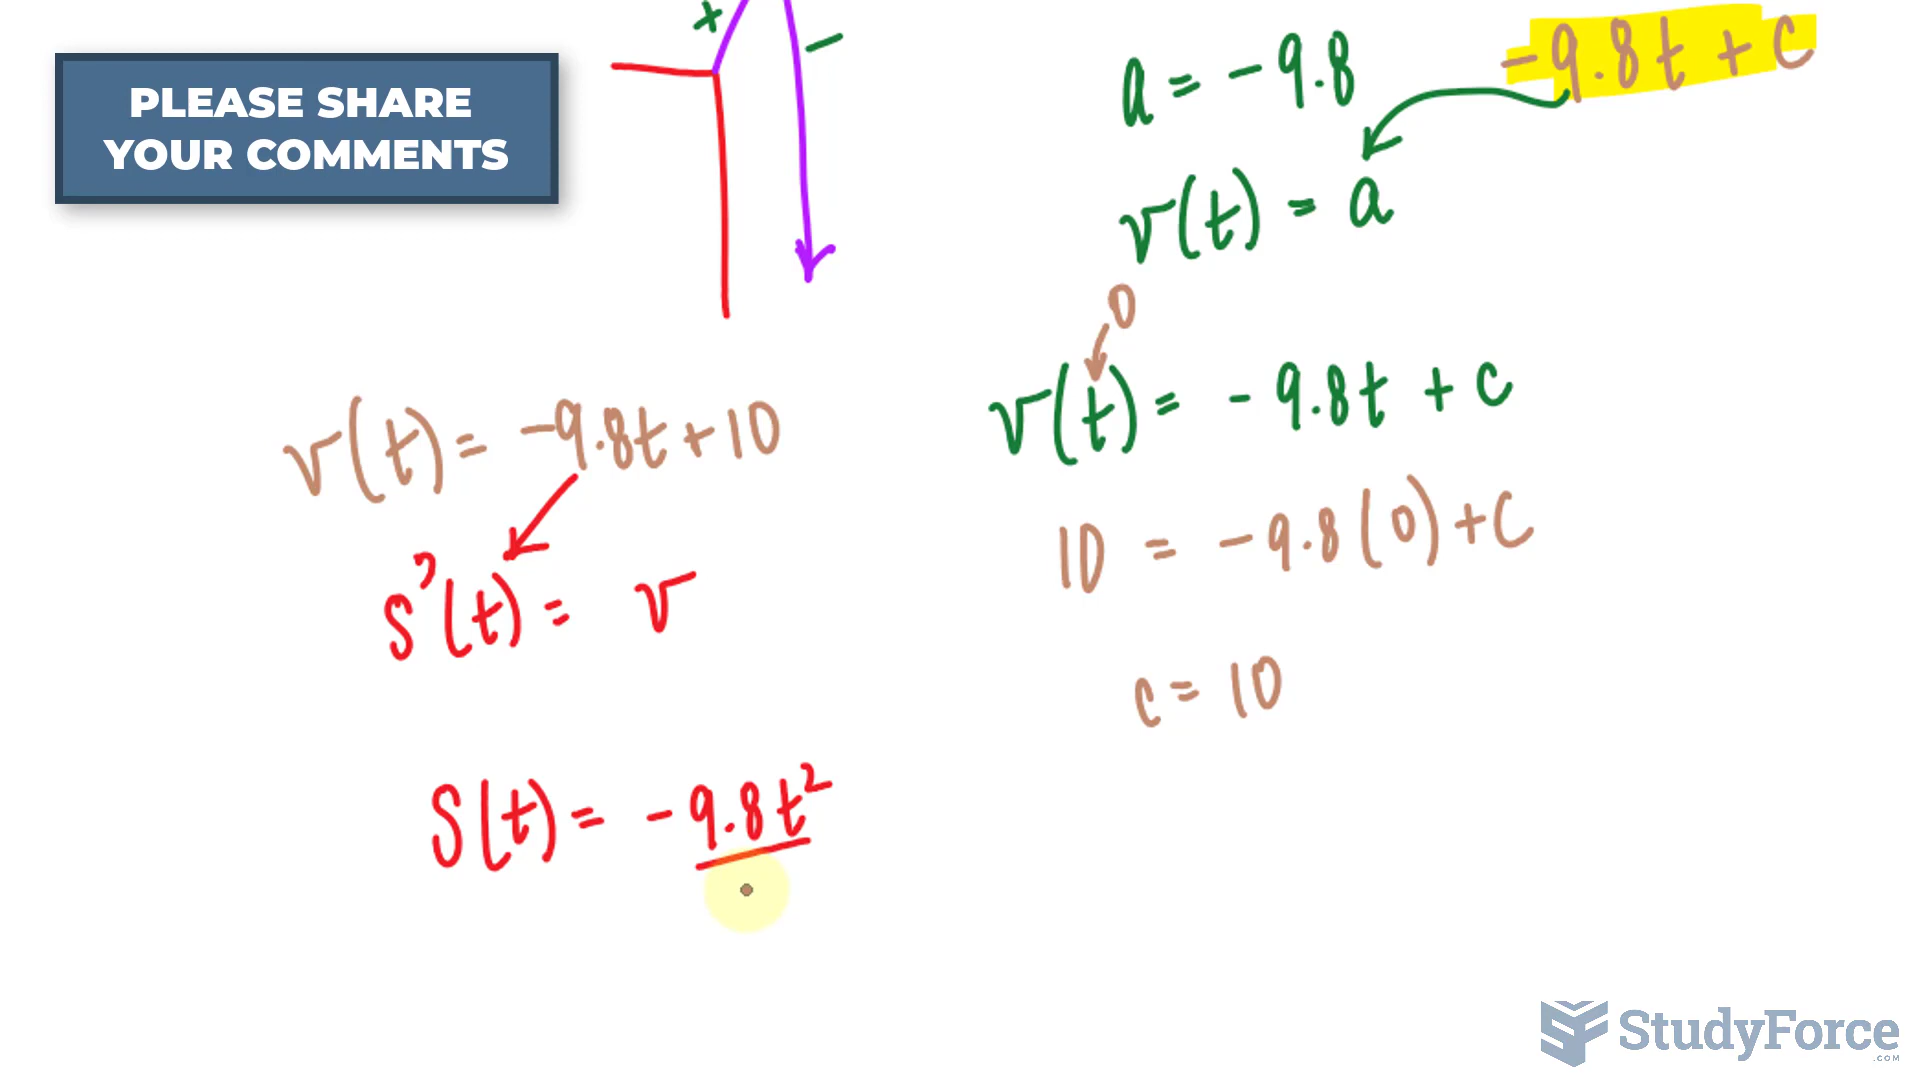 PLEASE SHARE
YOUR COMMENTS
+
−
a = -9.8
-9.8t + c
v(t) = a
0
v(t) = -9.8t + c
v(t) = -9.8t + 10
10 = -9.8(0) + c
s'(t) = v
c = 10
s(t) = -9.8t²
StudyForce
.COM